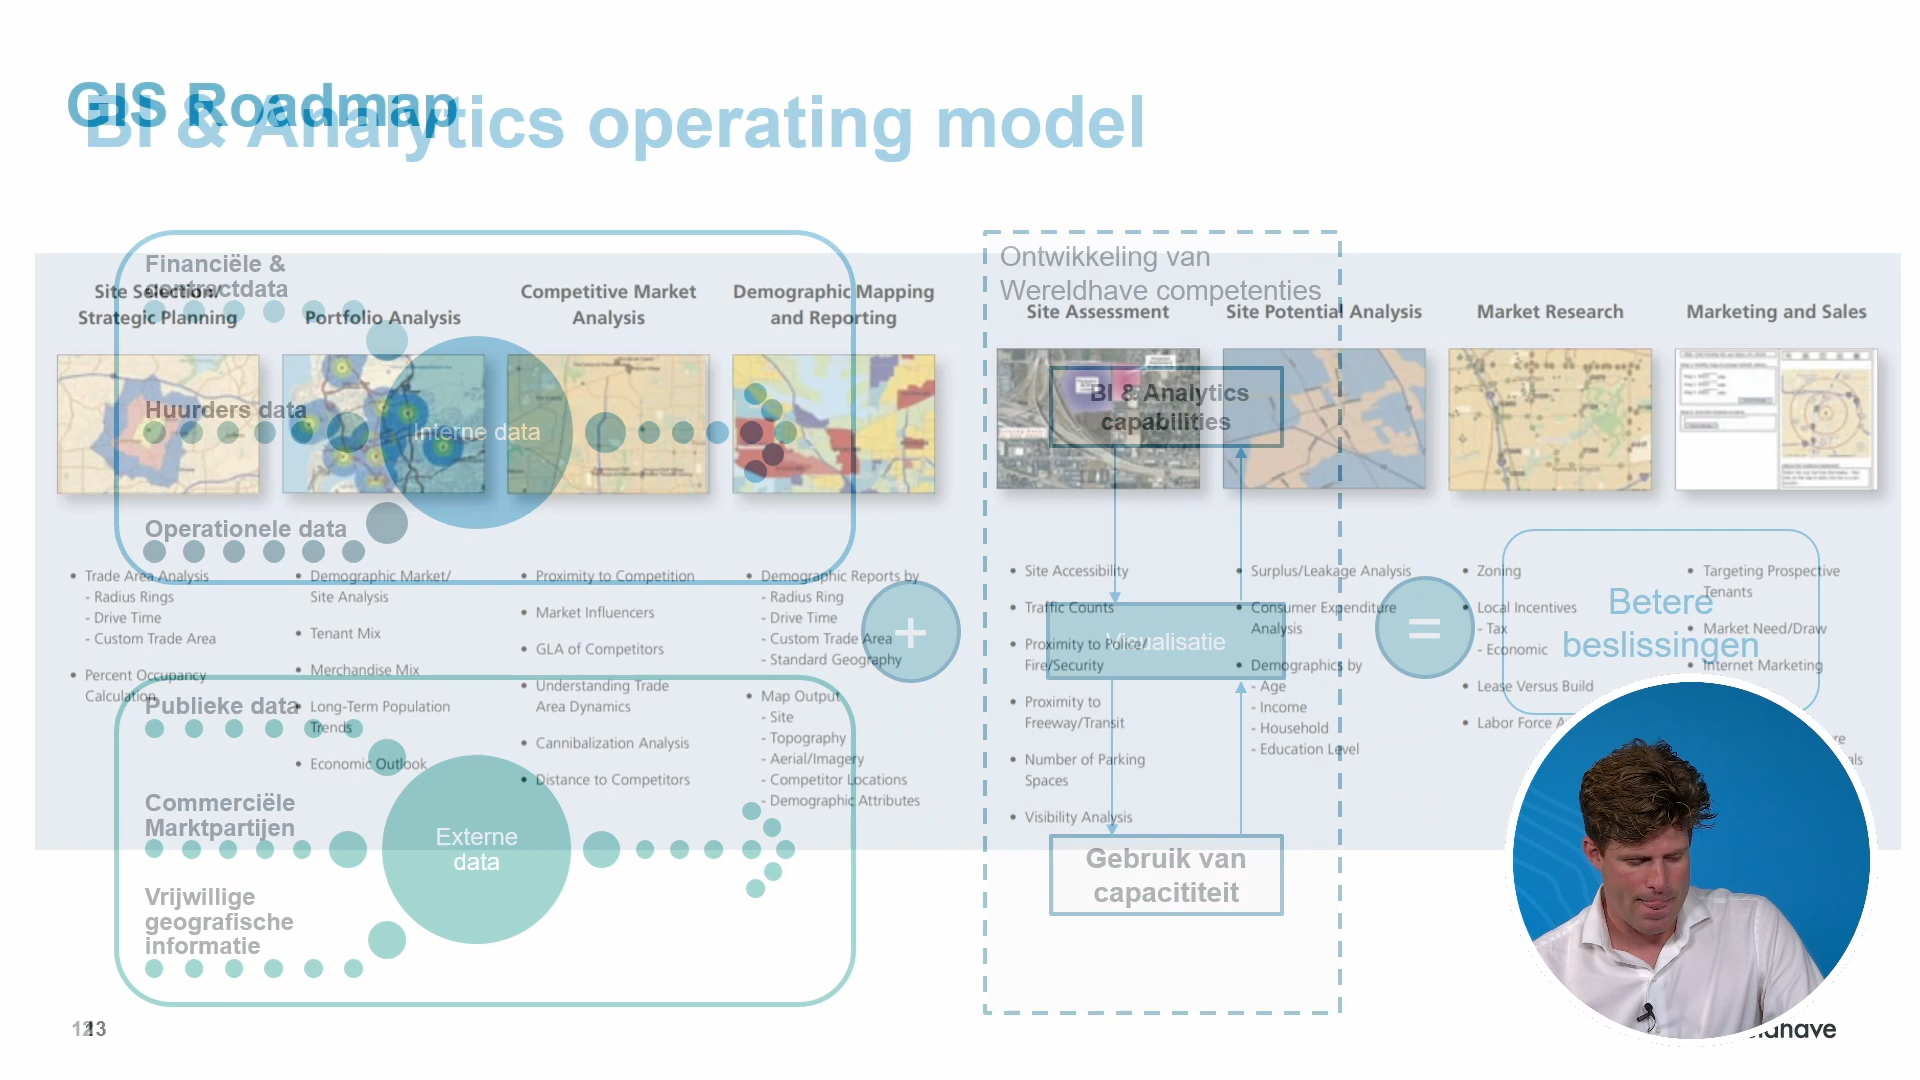 GIS Roadmap
BI & Analytics operating model
Financiële &
contractdata
Huurders data
Operationele data
Interne data
Publieke data
Commerciële
Marktpartijen
Vrijwillige
geografische
informatie
Externe
data
+
Ontwikkeling van
Wereldhave competenties
BI & Analytics
capabilities
Visualisatie
Gebruik van
capacititeit
=
Betere
beslissingen
Site Selection/
Strategic Planning
• Trade Area Analysis
- Radius Rings
- Drive Time
- Custom Trade Area
• Percent Occupancy
Calculation
Portfolio Analysis
• Demographic Market/
Site Analysis
• Tenant Mix
• Merchandise Mix
• Long-Term Population
Trends
• Economic Outlook
Competitive Market
Analysis
• Proximity to Competition
• Market Influencers
• GLA of Competitors
• Understanding Trade
Area Dynamics
• Cannibalization Analysis
• Distance to Competitors
Demographic Mapping
and Reporting
• Demographic Reports by
- Radius Ring
- Drive Time
- Custom Trade Area
- Standard Geography
• Map Output
- Site
- Topography
- Aerial/Imagery
- Competitor Locations
- Demographic Attributes
Site Assessment
• Site Accessibility
• Traffic Counts
• Proximity to Police/
Fire/Security
• Proximity to
Freeway/Transit
• Number of Parking
Spaces
• Visibility Analysis
Site Potential Analysis
• Surplus/Leakage Analysis
• Consumer Expenditure
Analysis
• Demographics by
- Age
- Income
- Household
- Education Level
Market Research
• Zoning
• Local Incentives
- Tax
- Economic
• Lease Versus Build
• Labor Force
Marketing and Sales
• Targeting Prospective
Tenants
• Market Need/Draw
• Internet Marketing
13